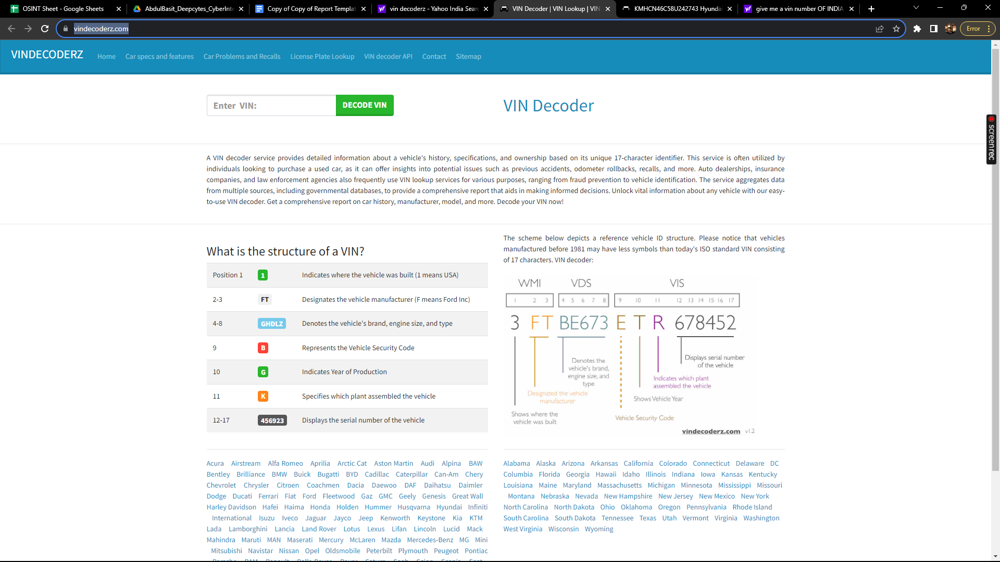 OSINT Sheet - Google Sheets
AbdulBasit_Deepcytes_CyberInte
Copy of Copy of Report Templat
vin decoderz - Yahoo India Sear
VIN Decoder | VIN Lookup | VIN
KMHCN46C58U242743 Hyundai
give me a vin number OF INDIA
vindecoderz.com
Error
VINDECODERZ
Home
Car specs and features
Car Problems and Recalls
License Plate Lookup
VIN decoder API
Contact
Sitemap
Enter VIN:
DECODE VIN
VIN Decoder
screenrec
A VIN decoder service provides detailed information about a vehicle's history, specifications, and ownership based on its unique 17-character identifier. This service is often utilized by
individuals looking to purchase a used car, as it can offer insights into potential issues such as previous accidents, odometer rollbacks, recalls, and more. Auto dealerships, insurance
companies, and law enforcement agencies also frequently use VIN lookup services for various purposes, ranging from fraud prevention to vehicle identification. The service aggregates data
from multiple sources, including governmental databases, to provide a comprehensive report that aids in making informed decisions. Unlock vital information about any vehicle with our easy-
to-use VIN decoder. Get a comprehensive report on car history, manufacturer, model, and more. Decode your VIN now!
What is the structure of a VIN?
Position 1 1 Indicates where the vehicle was built (1 means USA)
2-3 FT Designates the vehicle manufacturer (F means Ford Inc)
4-8 GHDLZ Denotes the vehicle's brand, engine size, and type
9 B Represents the Vehicle Security Code
10 G Indicates Year of Production
11 K Specifies which plant assembled the vehicle
12-17 456923 Displays the serial number of the vehicle
The scheme below depicts a reference vehicle ID structure. Please notice that vehicles
manufactured before 1981 may have less symbols than today's ISO standard VIN consisting
of 17 characters. VIN decoder:
WMI VDS VIS
1 2 3 4 5 6 7 8 9 10 11 12 13 14 15 16 17
3 FT BE673 E T R 678452
Displays serial number
of the vehicle
Denotes the
vehicle's brand,
engine size, and
type
Indicates which plant
assembled the vehicle
Designated the vehicle
manufacturer
Shows Vehicle Year
Shows where the
vehicle was built
Vehicle Security Code
vindecoderz.com v1.2
Acura Airstream Alfa Romeo Aprilia Arctic Cat Aston Martin Audi Alpina BAW
Bentley Brilliance BMW Buick Bugatti BYD Cadillac Caterpillar Can-Am Chery
Chevrolet Chrysler Citroen Coachmen Dacia Daewoo DAF Daihatsu Daimler
Dodge Ducati Ferrari Fiat Ford Fleetwood Gaz GMC Geely Genesis Great Wall
Harley Davidson Hafei Haima Honda Holden Hummer Husqvarna Hyundai Infiniti
International Isuzu Iveco Jaguar Jayco Jeep Kenworth Keystone Kia KTM
Lada Lamborghini Lancia Land Rover Lotus Lexus Lifan Lincoln Lucid Mack
Mahindra Maruti MAN Maserati Mercury McLaren Mazda Mercedes-Benz MG Mini
Mitsubishi Navistar Nissan Opel Oldsmobile Peterbilt Plymouth Peugeot Pontiac
Alabama Alaska Arizona Arkansas California Colorado Connecticut Delaware DC
Columbia Florida Georgia Hawaii Idaho Illinois Indiana Iowa Kansas Kentucky
Louisiana Maine Maryland Massachusetts Michigan Minnesota Mississippi Missouri
Montana Nebraska Nevada New Hampshire New Jersey New Mexico New York
North Carolina North Dakota Ohio Oklahoma Oregon Pennsylvania Rhode Island
South Carolina South Dakota Tennessee Texas Utah Vermont Virginia Washington
West Virginia Wisconsin Wyoming